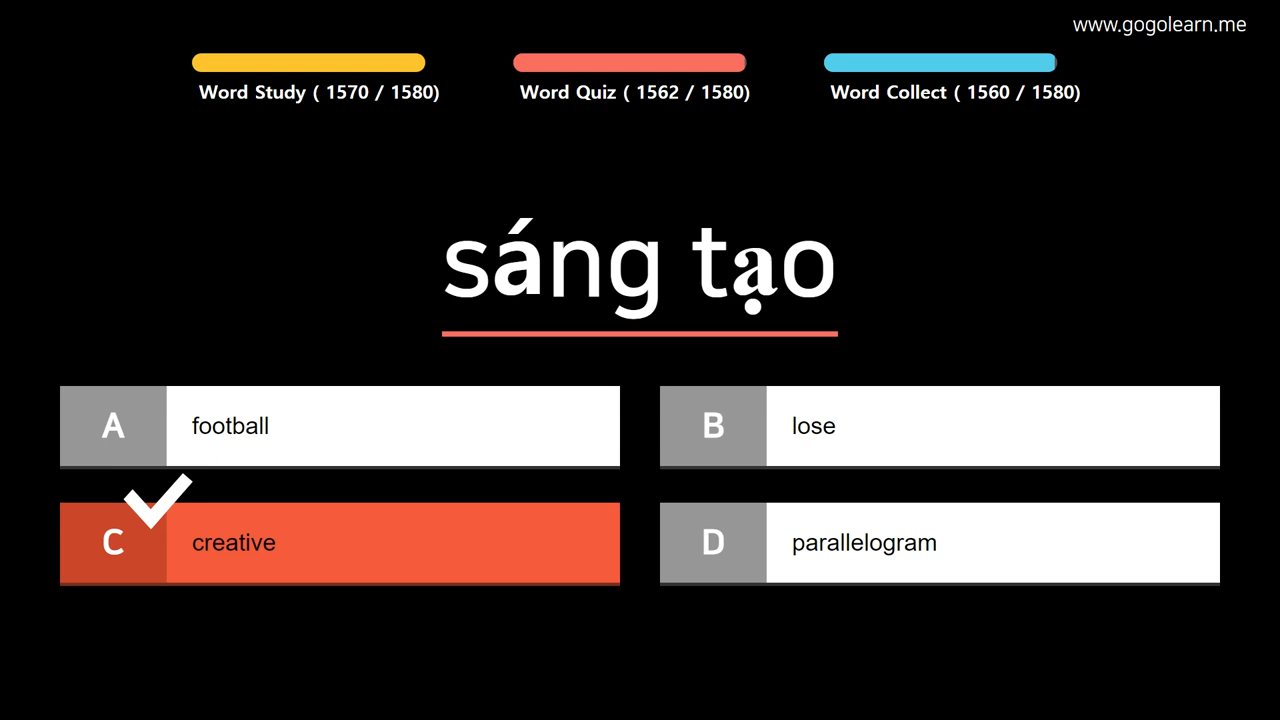 www.gogolearn.me
Word Study ( 1570 / 1580)
Word Quiz ( 1562 / 1580)
Word Collect ( 1560 / 1580)
sáng tạo
A football
B lose
C creative
D parallelogram